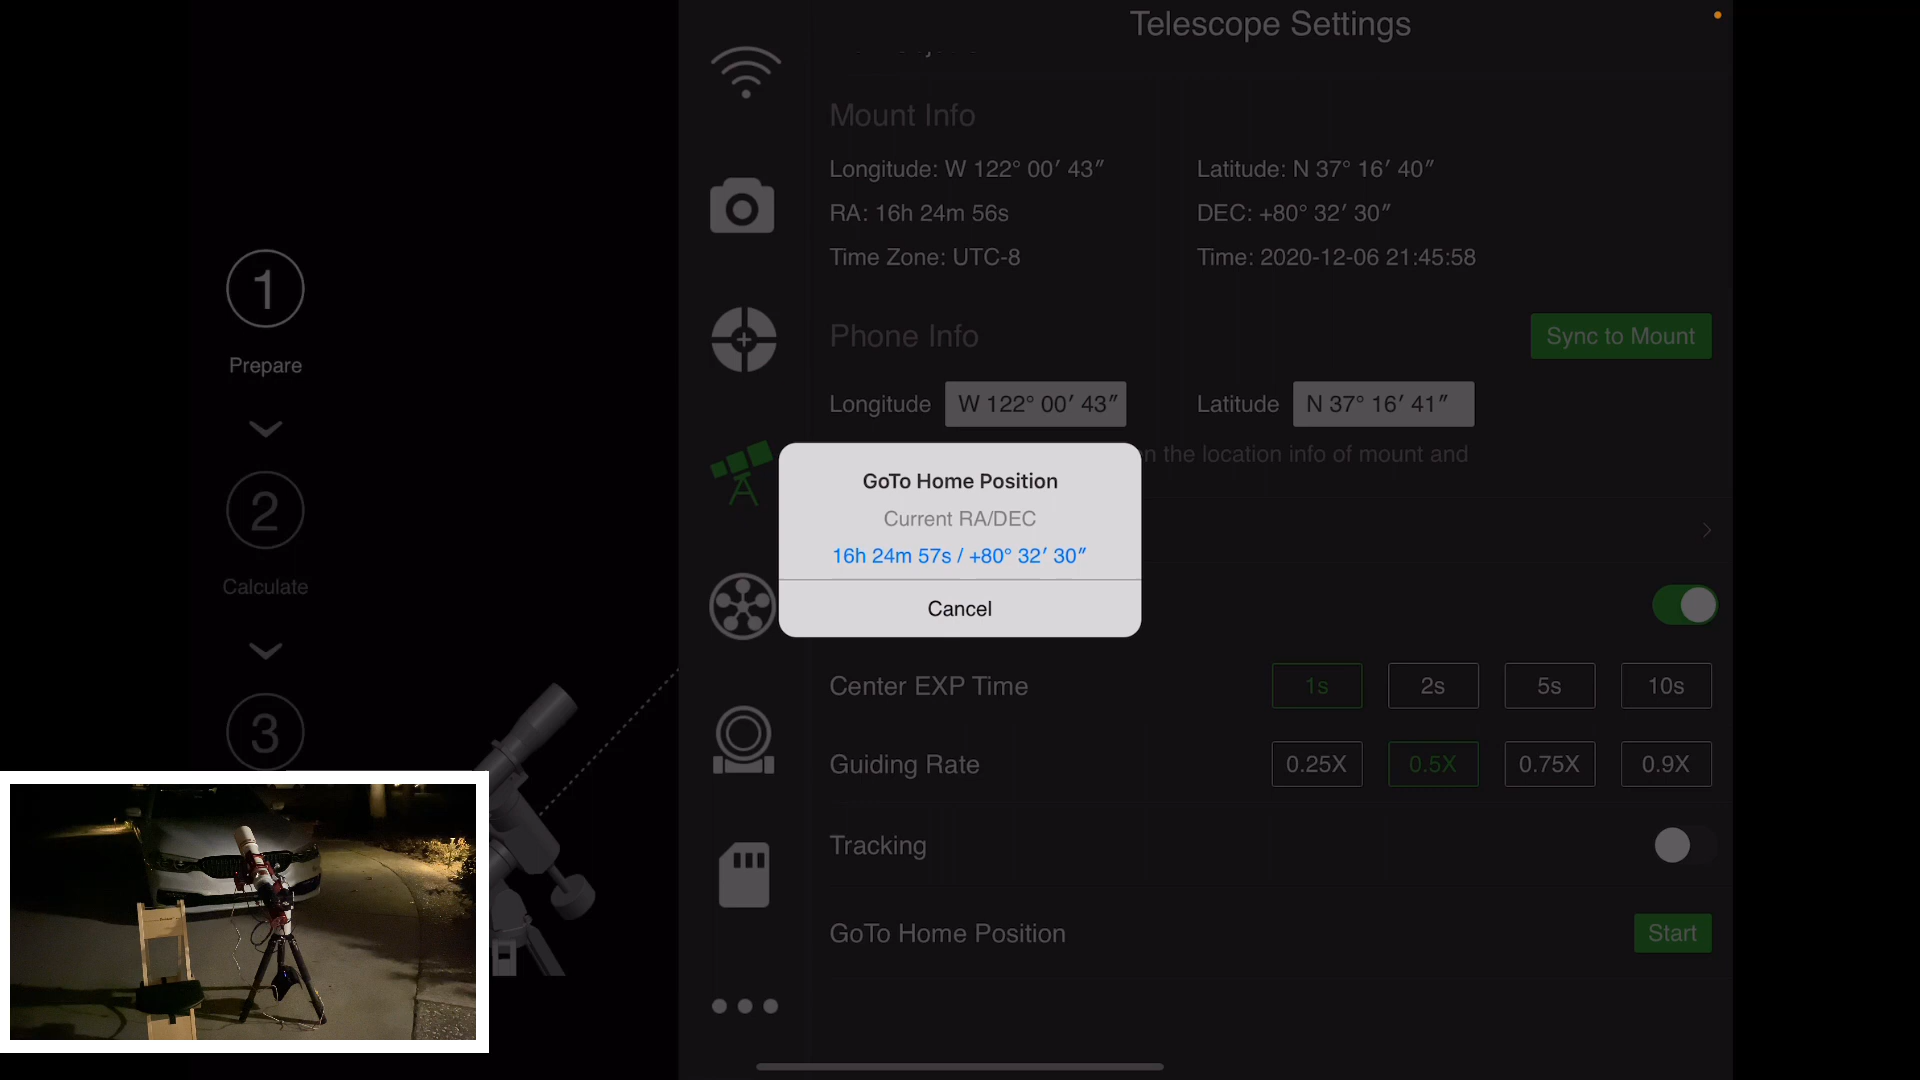 Telescope Settings
Mount Info
Longitude: W 122° 00′ 43″
Latitude: N 37° 16′ 40″
RA: 16h 24m 56s
DEC: +80° 32′ 30″
Time Zone: UTC-8
Time: 2020-12-06 21:45:58
Phone Info
Sync to Mount
Longitude W 122° 00′ 43″
Latitude N 37° 16′ 41″
the location info of mount and
GoTo Home Position
Current RA/DEC
16h 24m 57s / +80° 32′ 30″
Cancel
Center EXP Time
1s
2s
5s
10s
Guiding Rate
0.25X
0.5X
0.75X
0.9X
Tracking
GoTo Home Position
Start
1
Prepare
2
Calculate
3